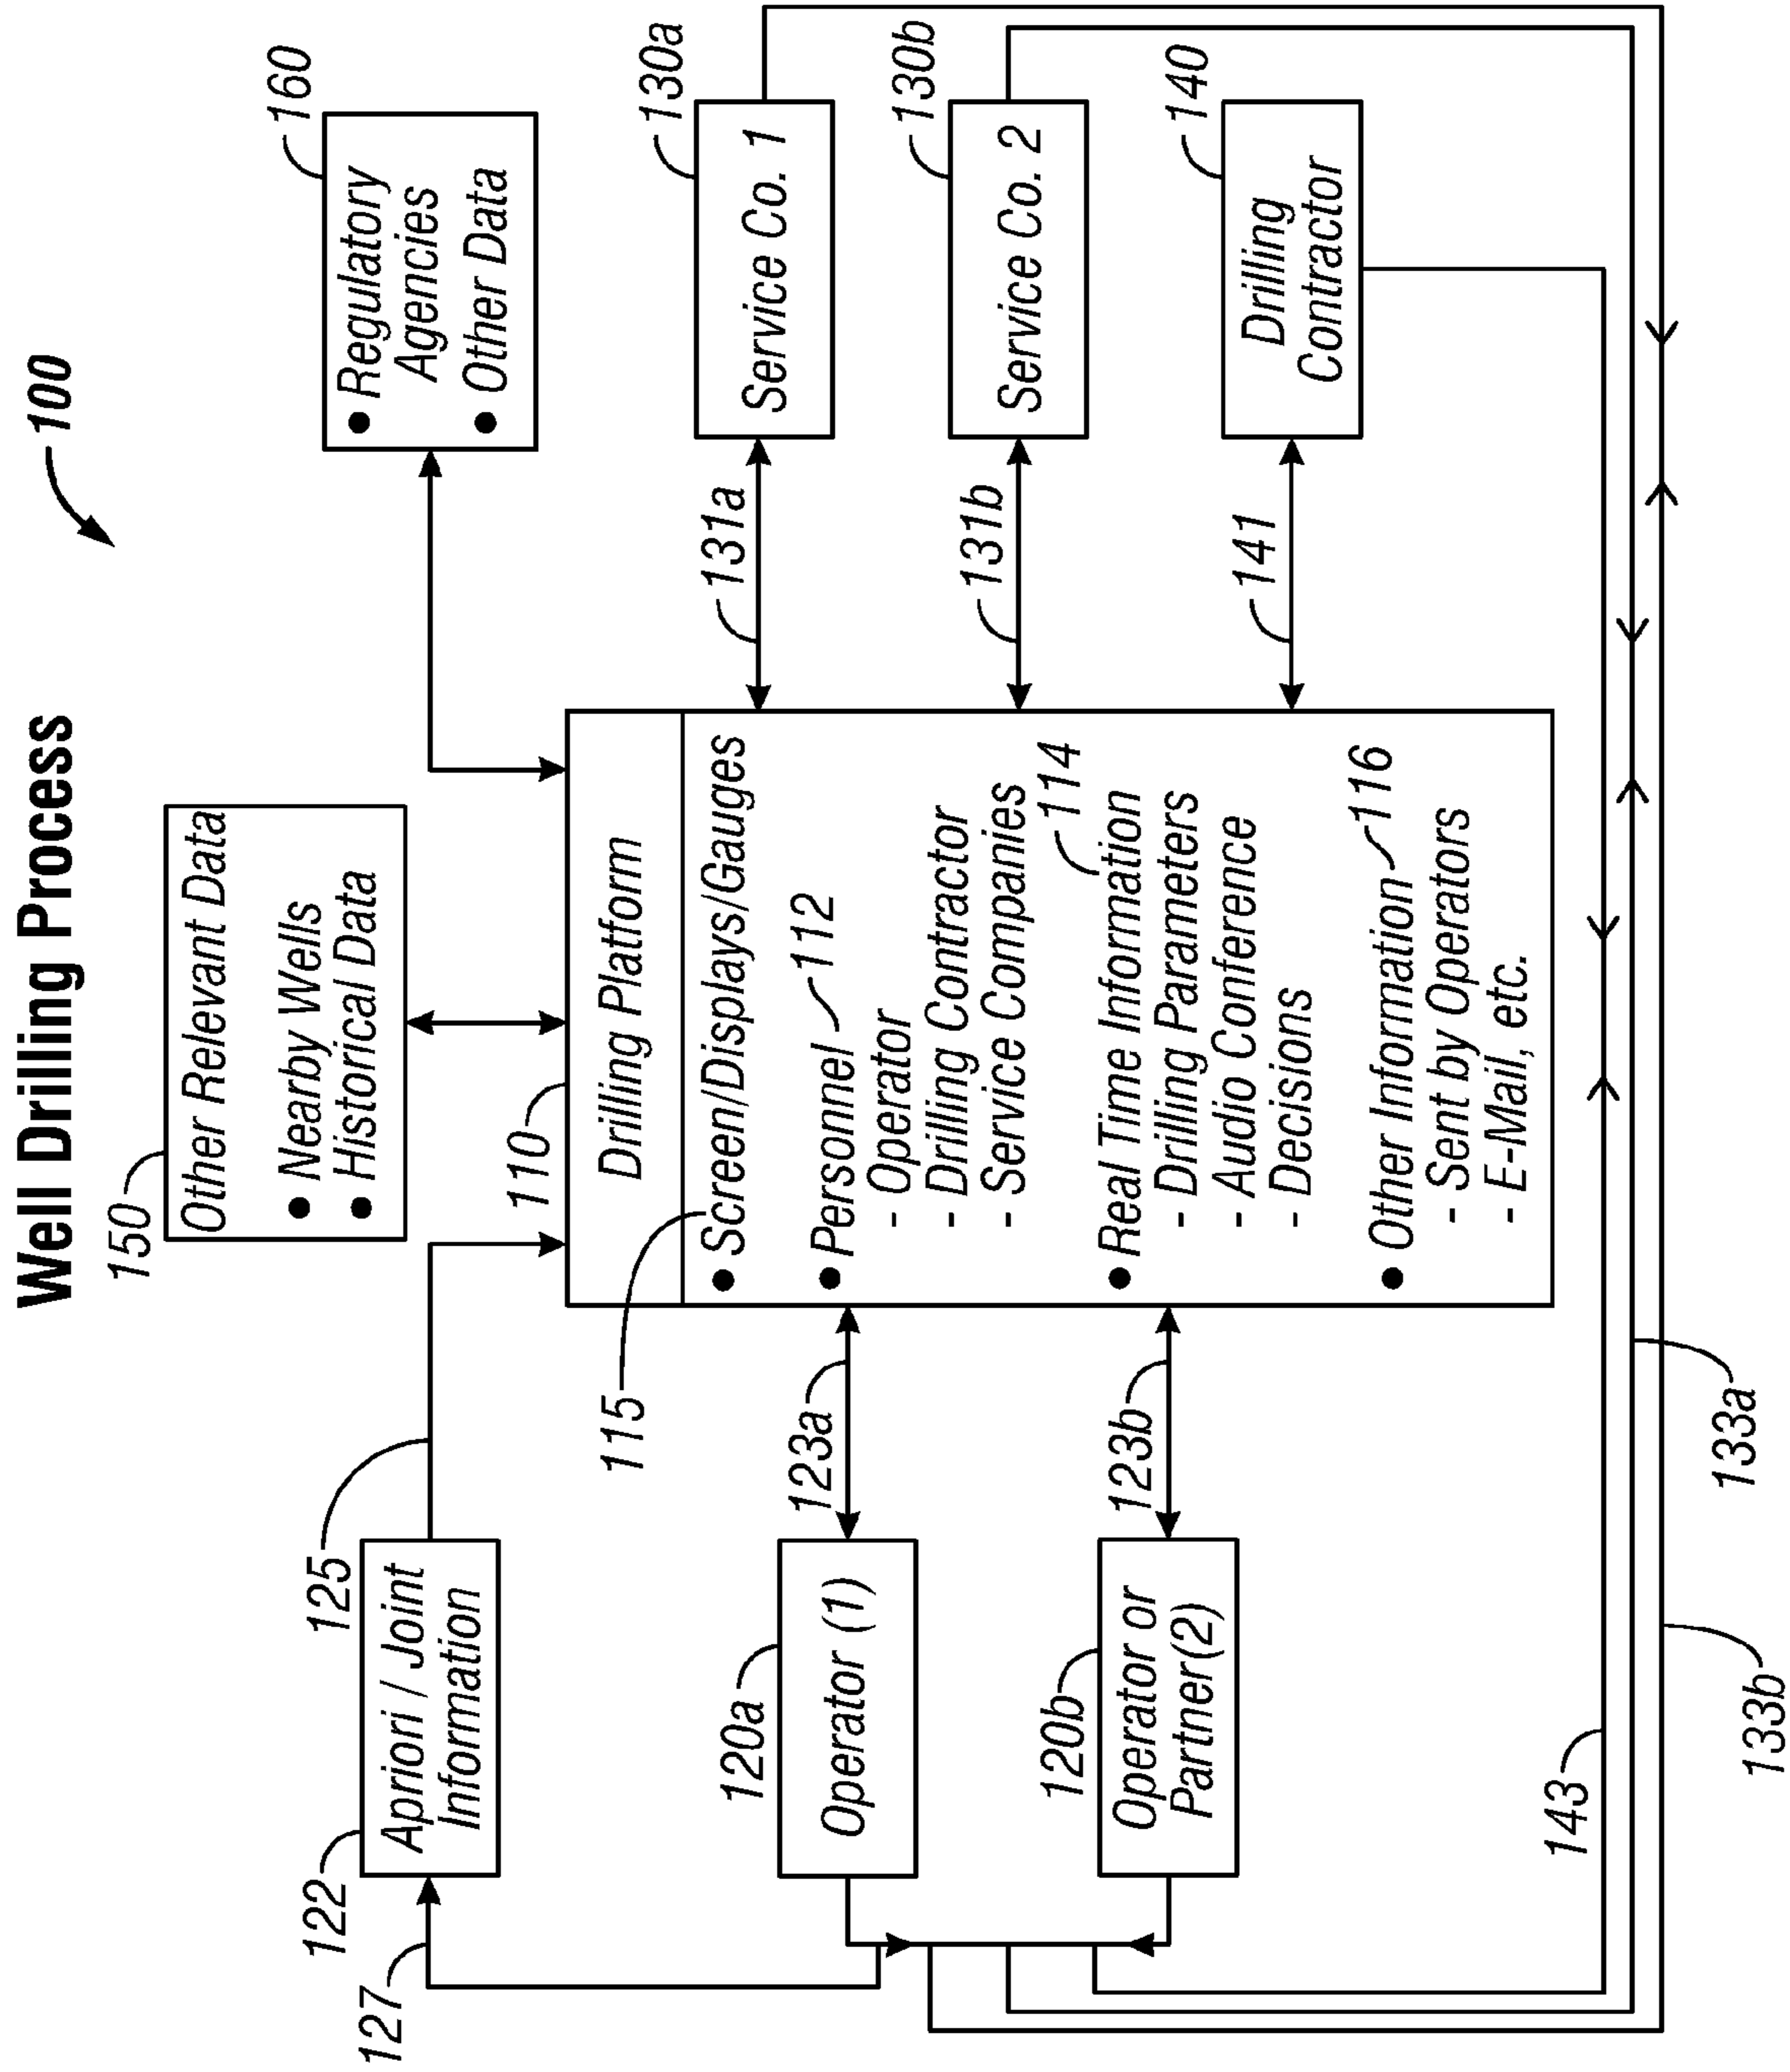 Well Drilling Process
100
150
Other Relevant Data
● Nearby Wells
● Historical Data
160
● Regulatory
Agencies
● Other Data
122
Apriori / Joint
Information
125
127
110
Drilling Platform
115
● Screen/Displays/Gauges
● Personnel 112
- Operator
- Drilling Contractor
- Service Companies
114
● Real Time Information
- Drilling Parameters
- Audio Conference
- Decisions
● Other Information 116
- Sent by Operators
- E-Mail, etc.
120a
Operator (1)
123a
120b
Operator or
Partner(2)
123b
130a
Service Co. 1
131a
130b
Service Co. 2
131b
140
Drilling
Contractor
141
143
133a
133b